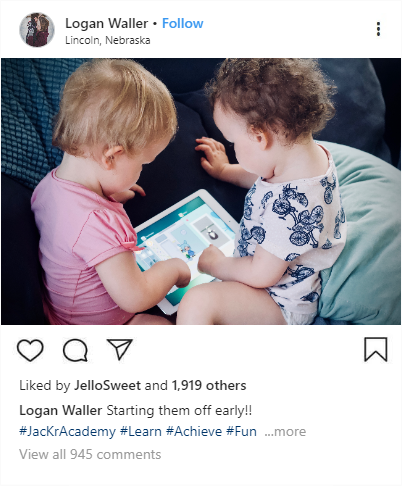 Logan Waller • Follow
Lincoln, Nebraska
Liked by JelloSweet and 1,919 others
Logan Waller Starting them off early!!
#JacKrAcademy #Learn #Achieve #Fun ...more
View all 945 comments